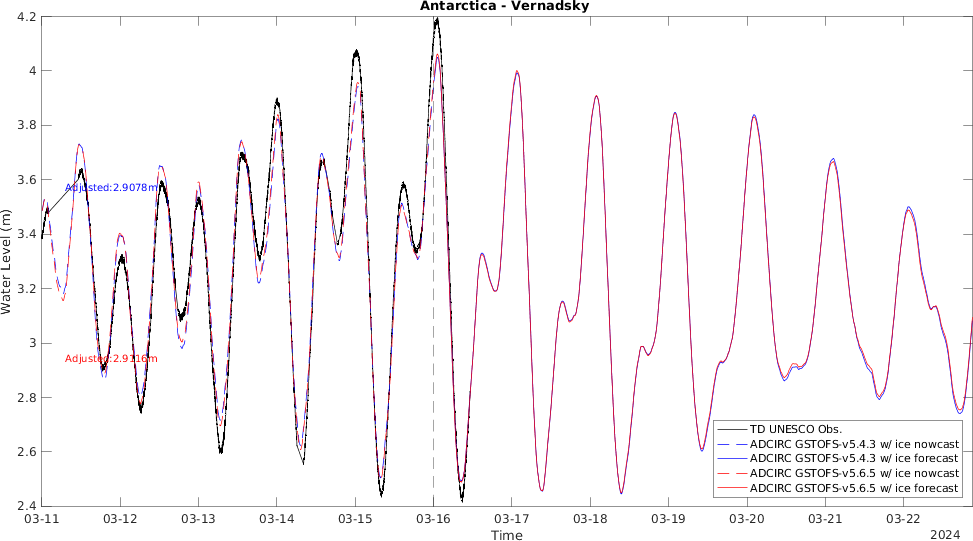 Antarctica - Vernadsky
4.2
4
3.8
3.6
3.4
3.2
3
2.8
2.6
2.4
Water Level (m)
Adjusted:2.9078m
Adjusted:2.9116m
TD UNESCO Obs.
ADCIRC GSTOFS-v5.4.3 w/ ice nowcast
ADCIRC GSTOFS-v5.4.3 w/ ice forecast
ADCIRC GSTOFS-v5.6.5 w/ ice nowcast
ADCIRC GSTOFS-v5.6.5 w/ ice forecast
03-11 03-12 03-13 03-14 03-15 03-16 03-17 03-18 03-19 03-20 03-21 03-22
Time
2024